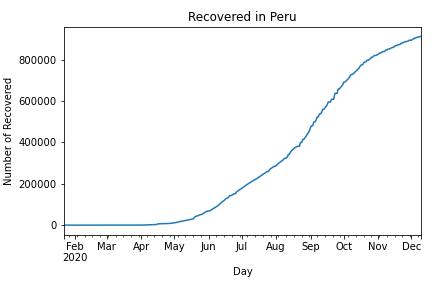 Recovered in Peru
Number of Recovered
800000
600000
400000
200000
0
Feb Mar Apr May Jun Jul Aug Sep Oct Nov Dec
2020
Day